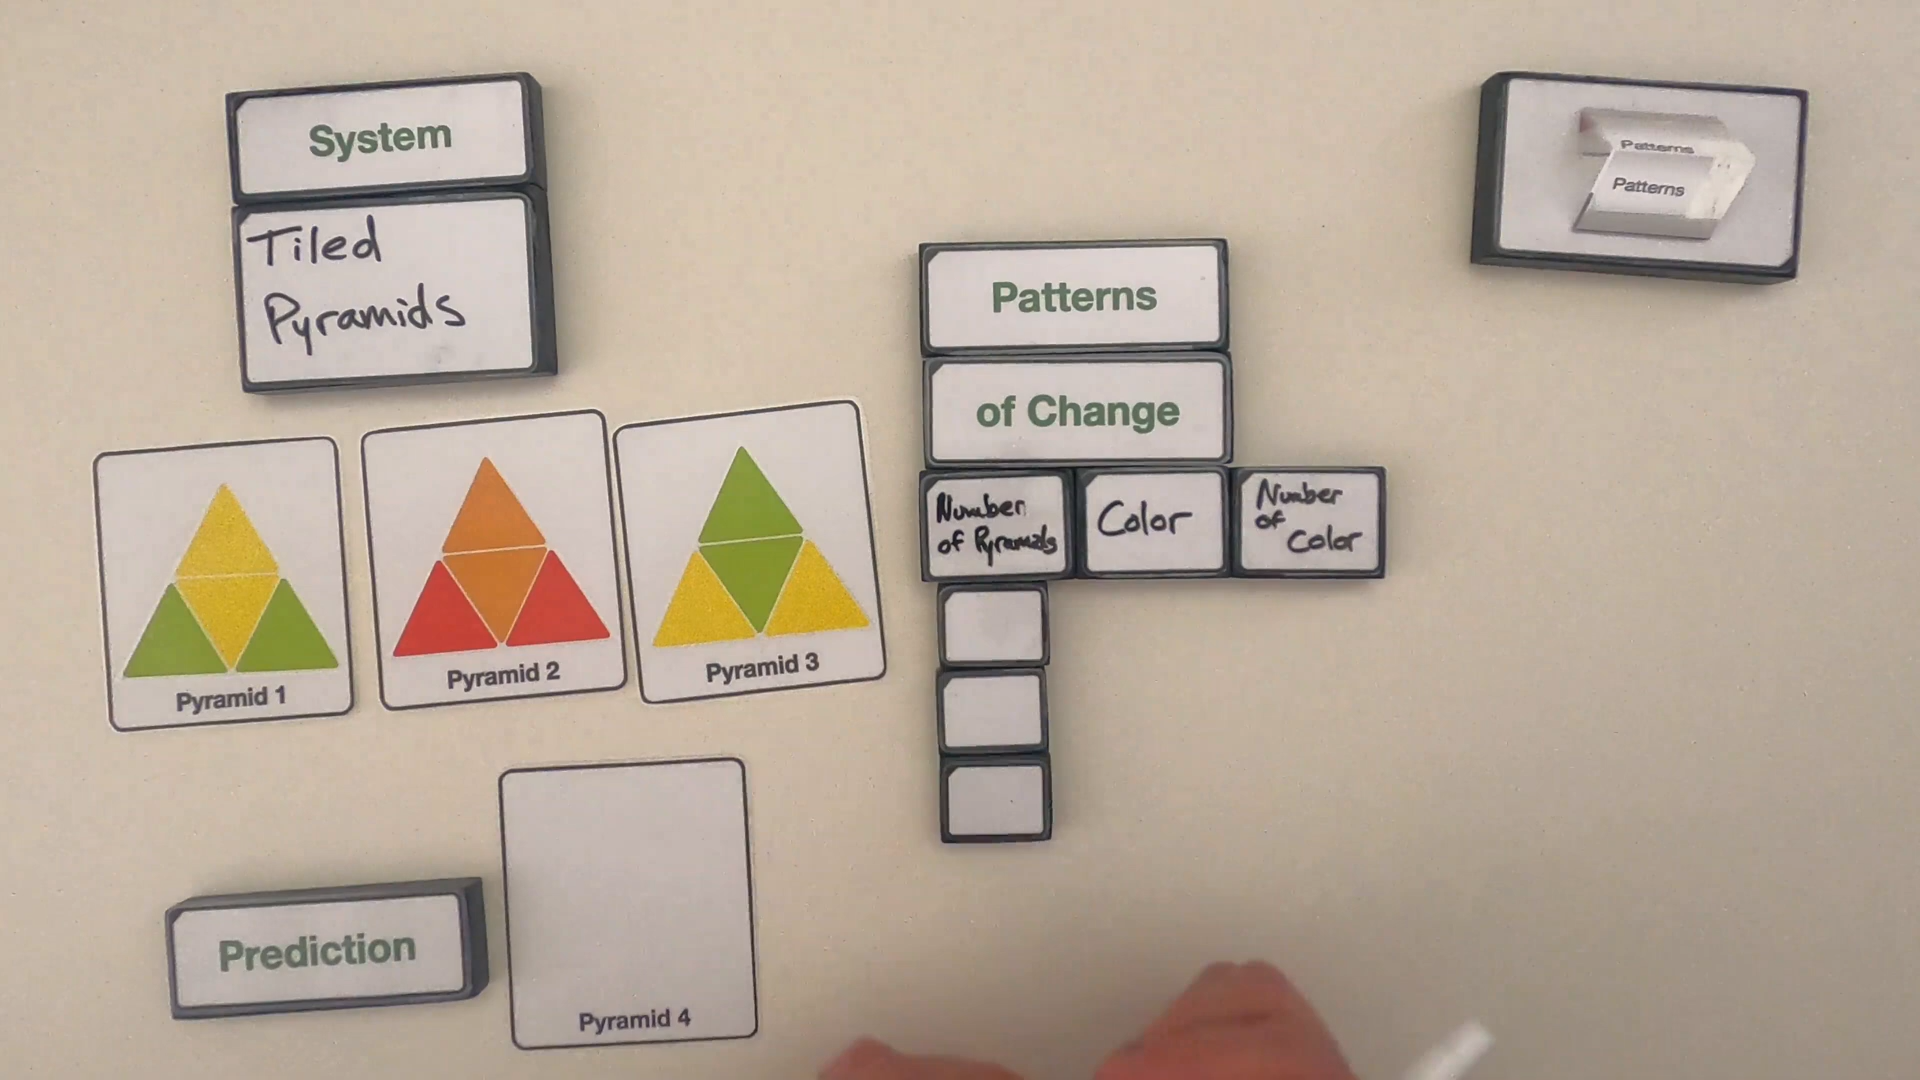 System
Tiled
Pyramids
Patterns
Patterns
Patterns
of Change
Number
of Pyramids
Color
Number
of
Color
Pyramid 1
Pyramid 2
Pyramid 3
Prediction
Pyramid 4